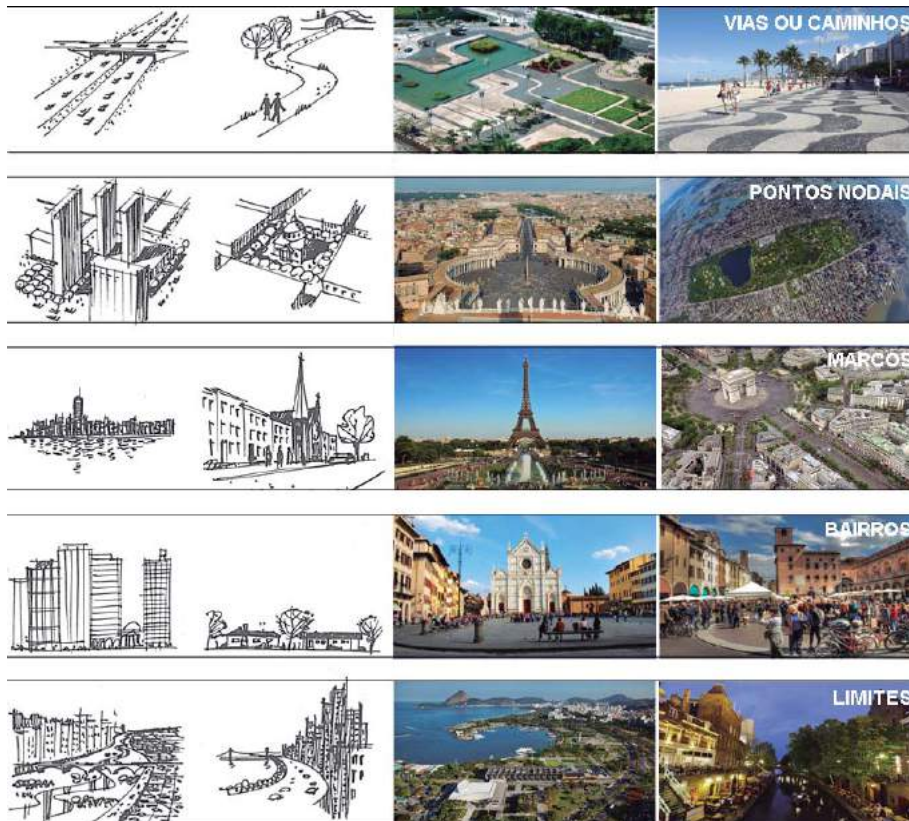 VIAS OU CAMINHOS
PONTOS NODAIS
MARCOS
BAIRROS
LIMITES